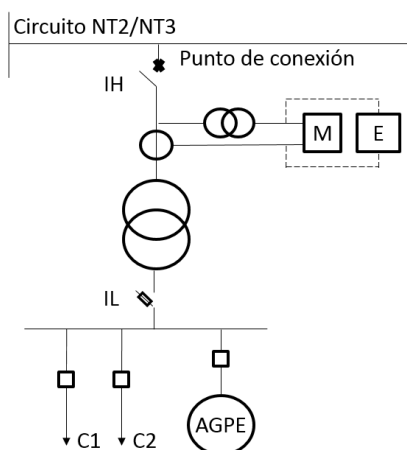 Circuito NT2/NT3
Punto de conexión
IH
M
E
IL
AGPE
C1
C2